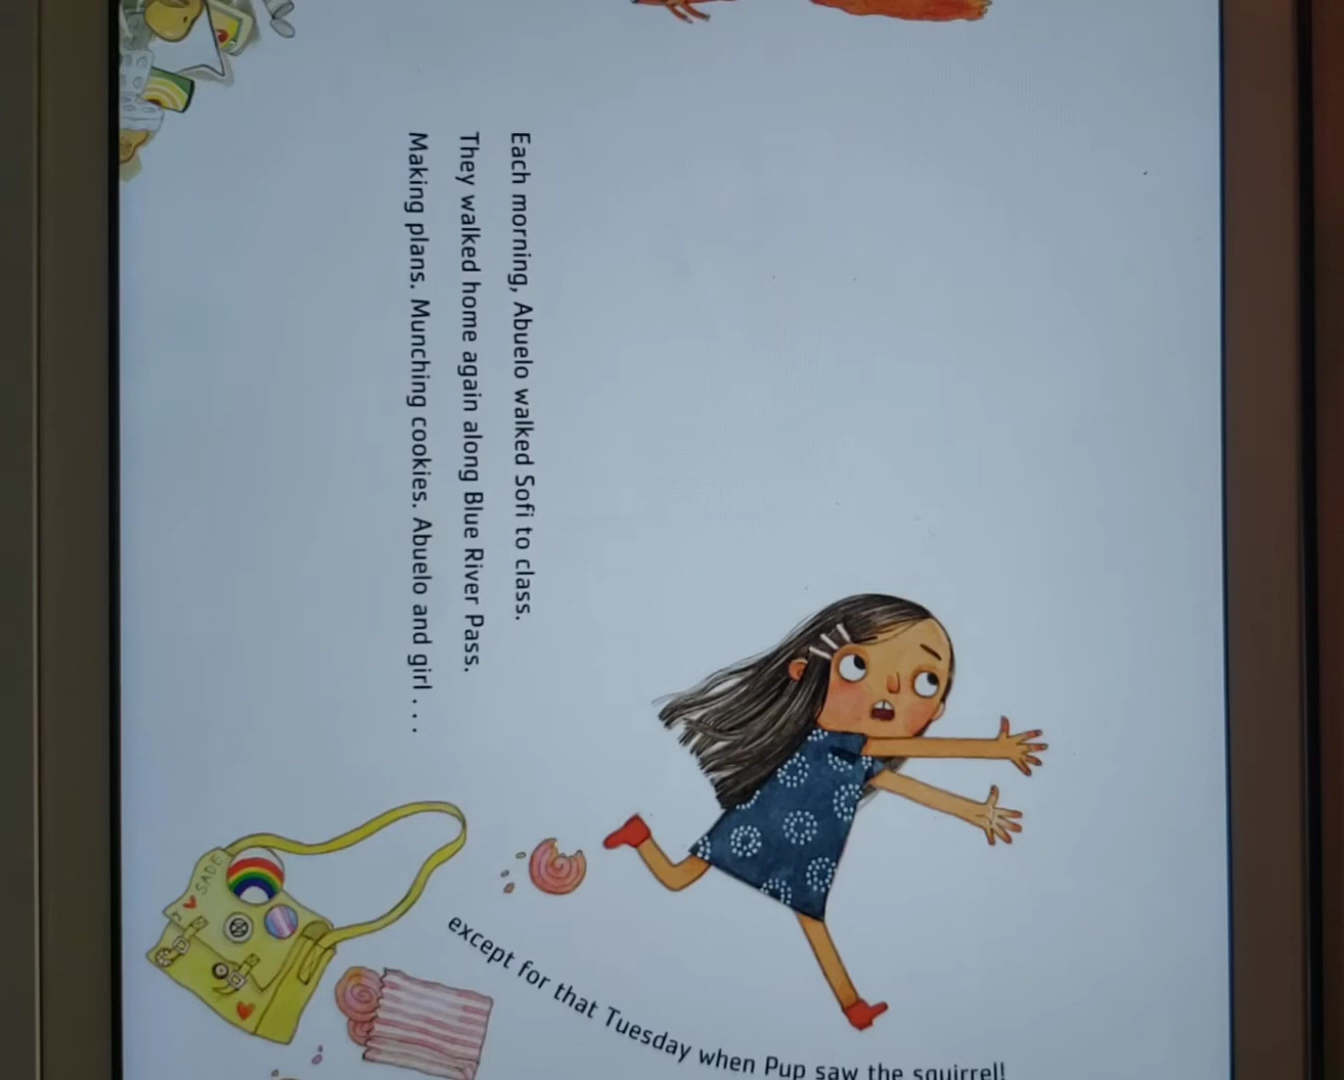 Each morning, Abuelo walked Sofi to class.
They walked home again along Blue River Pass.
Making plans. Munching cookies. Abuelo and girl . . .
except for that Tuesday when Pup saw the squirrel!
SADE